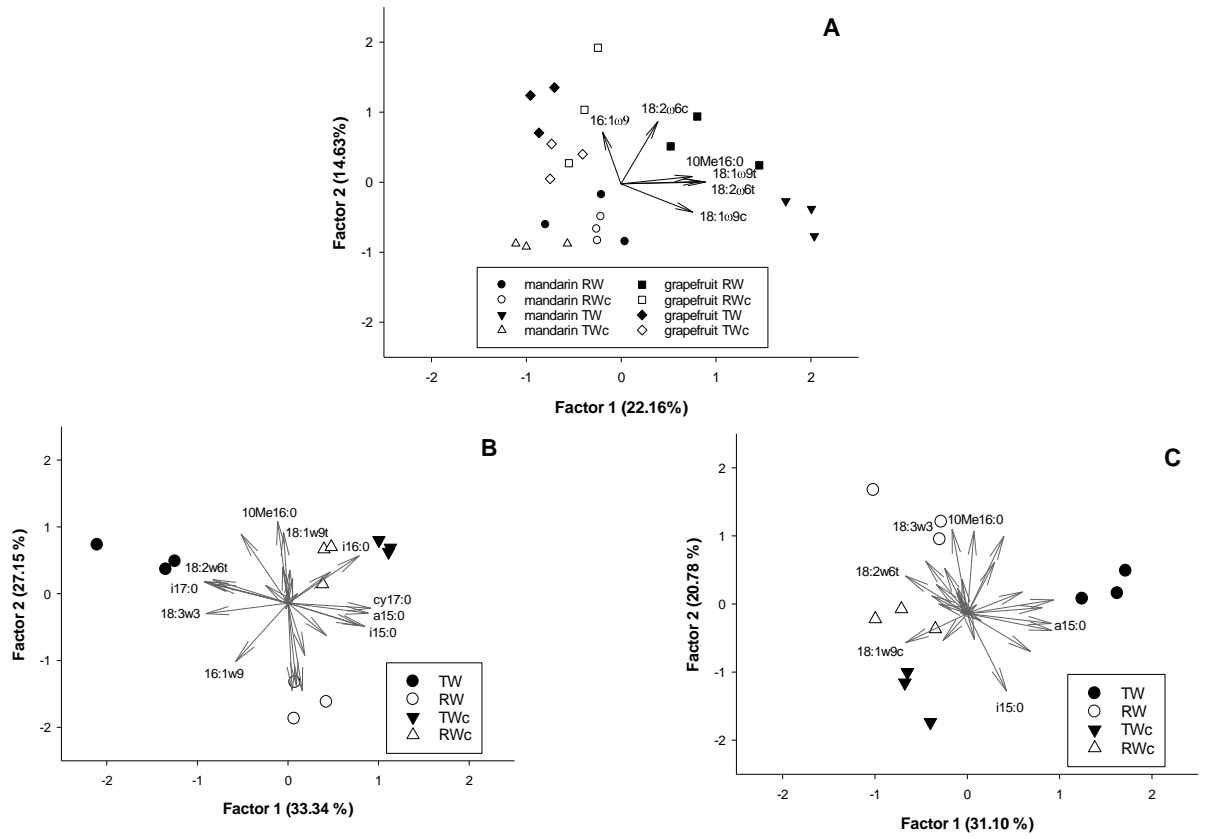 A
2
1
0
-1
-2
Factor 2 (14.63%)
16:1ω9
18:2ω6c
10Me16:0
18:1ω9t
18:2ω6t
18:1ω9c
mandarin RW
mandarin RWc
mandarin TW
mandarin TWc
grapefruit RW
grapefruit RWc
grapefruit TW
grapefruit TWc
-2 -1 0 1 2
Factor 1 (22.16%)
B
2
1
0
-1
-2
Factor 2 (27.15 %)
10Me16:0
18:1w9t
i16:0
18:2w6t
i17:0
18:3w3
cy17:0
a15:0
i15:0
16:1w9
TW
RW
TWc
RWc
-2 -1 0 1 2
Factor 1 (33.34 %)
C
2
1
0
-1
-2
Factor 2 (20.78 %)
18:3w3
10Me16:0
18:2w6t
a15:0
18:1w9c
i15:0
TW
RW
TWc
RWc
-2 -1 0 1 2
Factor 1 (31.10 %)